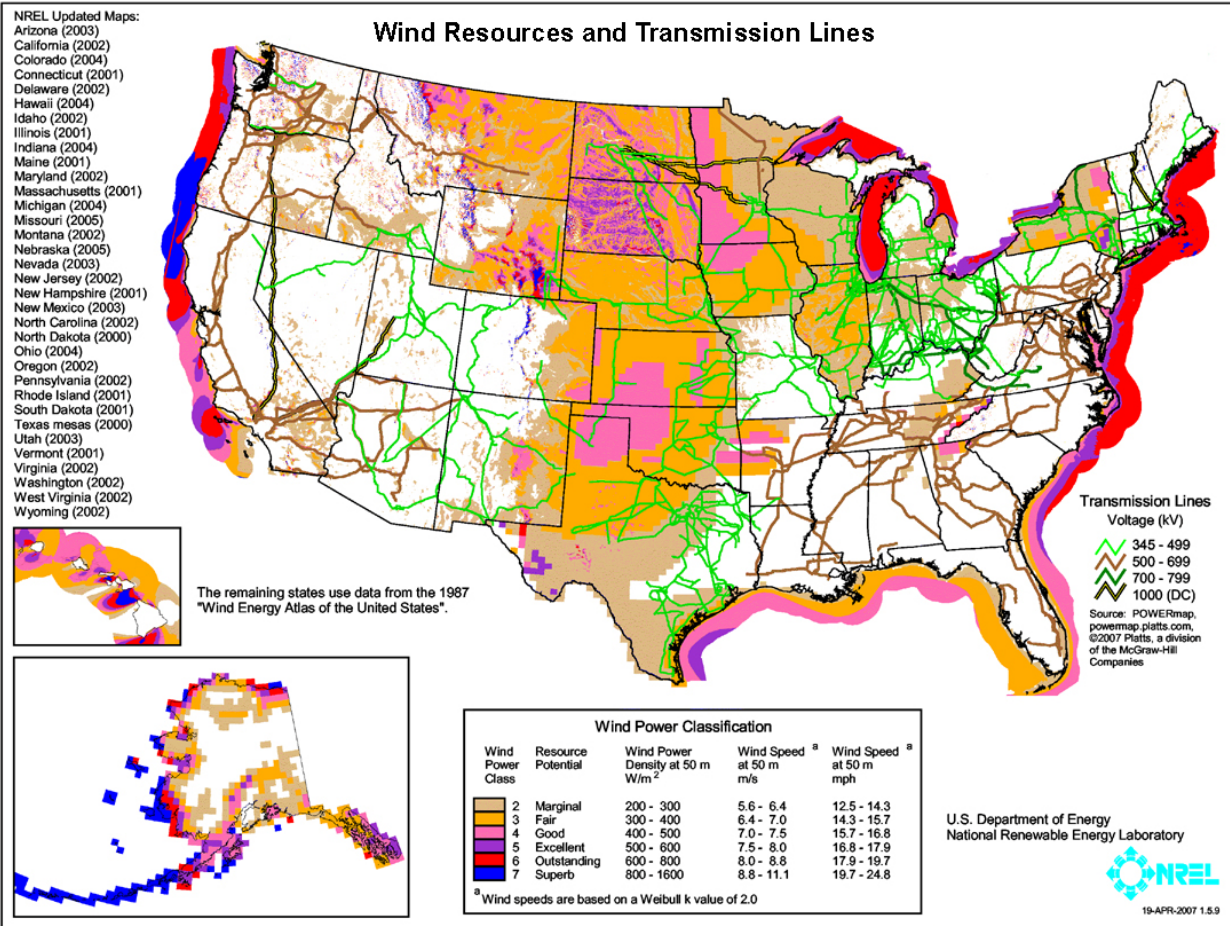 Wind Resources and Transmission Lines
NREL Updated Maps:
Arizona (2003)
California (2002)
Colorado (2004)
Connecticut (2001)
Delaware (2002)
Hawaii (2004)
Idaho (2002)
Illinois (2001)
Indiana (2004)
Maine (2001)
Maryland (2002)
Massachusetts (2001)
Michigan (2004)
Missouri (2005)
Montana (2002)
Nebraska (2005)
Nevada (2003)
New Jersey (2002)
New Hampshire (2001)
New Mexico (2003)
North Carolina (2002)
North Dakota (2000)
Ohio (2004)
Oregon (2002)
Pennsylvania (2002)
Rhode Island (2001)
South Dakota (2001)
Texas mesas (2000)
Utah (2003)
Vermont (2001)
Virginia (2002)
Washington (2002)
West Virginia (2002)
Wyoming (2002)
The remaining states use data from the 1987
"Wind Energy Atlas of the United States".
Transmission Lines
Voltage (kV)
345 - 499
500 - 699
700 - 799
1000 (DC)
Source: POWERmap,
powermap.platts.com,
©2007 Platts, a division
of the McGraw-Hill
Companies
Wind Power Classification
Wind Resource Wind Power Wind Speed a Wind Speed a
Power Potential Density at 50 m at 50 m at 50 m
Class W/m 2 m/s mph
2 Marginal 200 - 300 5.6 - 6.4 12.5 - 14.3
3 Fair 300 - 400 6.4 - 7.0 14.3 - 15.7
4 Good 400 - 500 7.0 - 7.5 15.7 - 16.8
5 Excellent 500 - 600 7.5 - 8.0 16.8 - 17.9
6 Outstanding 600 - 800 8.0 - 8.8 17.9 - 19.7
7 Superb 800 - 1600 8.8 - 11.1 19.7 - 24.8
a Wind speeds are based on a Weibull k value of 2.0
U.S. Department of Energy
National Renewable Energy Laboratory
NREL
19-APR-2007 1.5.9